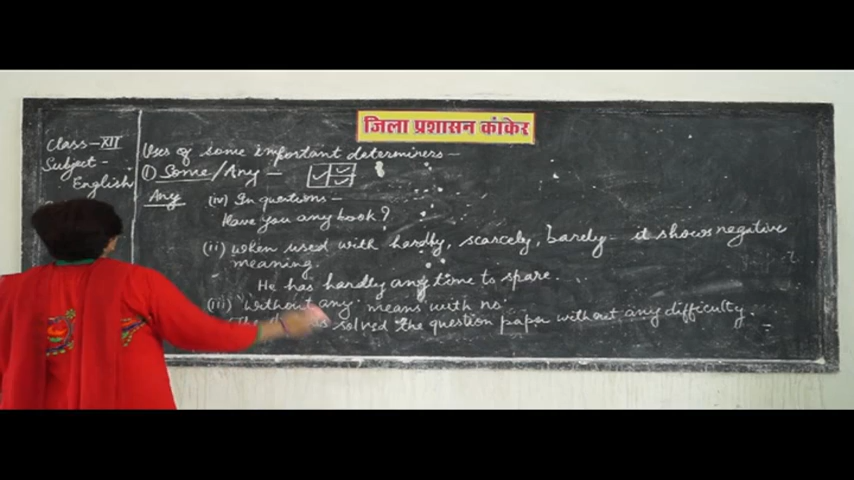 जिला प्रशासन कांकेर
Class-XII
Subject -
English
Uses of some important determiners -
(i) Some/Any -
Any (iv) In questions -
Have you any book?
(ii) When used with hardly, scarcely, barely it shows negative
meaning.
He has hardly any time to spare.
(iii) 'Without any' means with no.
solved the question paper without any difficulty.